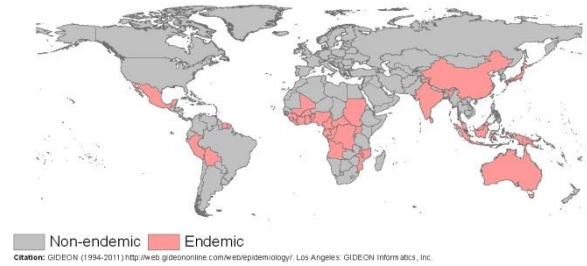 Non-endemic Endemic
Citation: GIDEON (1994-2011) http://web.gideononline.com/web/epidemiology/. Los Angeles: GIDEON Informatics, Inc.